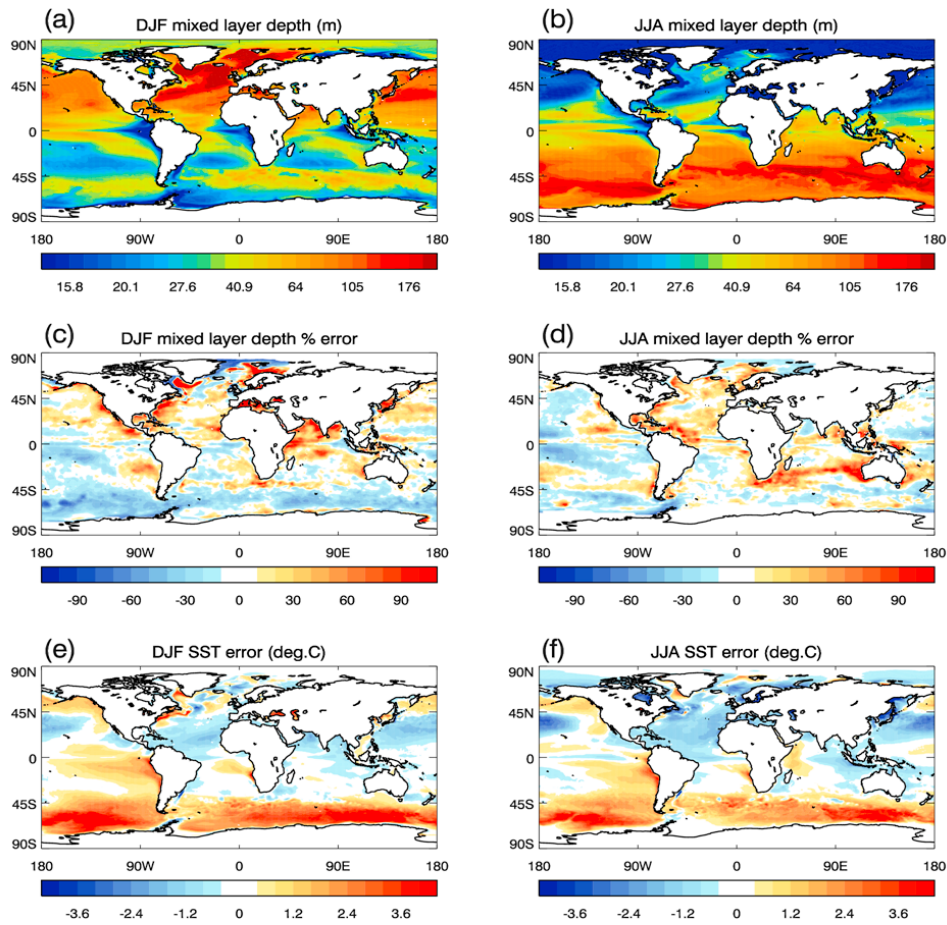 (a) DJF mixed layer depth (m)
90N
45N
0
45S
90S
180 90W 0 90E 180
15.8 20.1 27.6 40.9 64 105 176
(b) JJA mixed layer depth (m)
90N
45N
0
45S
90S
180 90W 0 90E 180
15.8 20.1 27.6 40.9 64 105 176
(c) DJF mixed layer depth % error
90N
45N
0
45S
90S
180 90W 0 90E 180
-90 -60 -30 0 30 60 90
(d) JJA mixed layer depth % error
90N
45N
0
45S
90S
180 90W 0 90E 180
-90 -60 -30 0 30 60 90
(e) DJF SST error (deg.C)
90N
45N
0
45S
90S
180 90W 0 90E 180
-3.6 -2.4 -1.2 0 1.2 2.4 3.6
(f) JJA SST error (deg.C)
90N
45N
0
45S
90S
180 90W 0 90E 180
-3.6 -2.4 -1.2 0 1.2 2.4 3.6